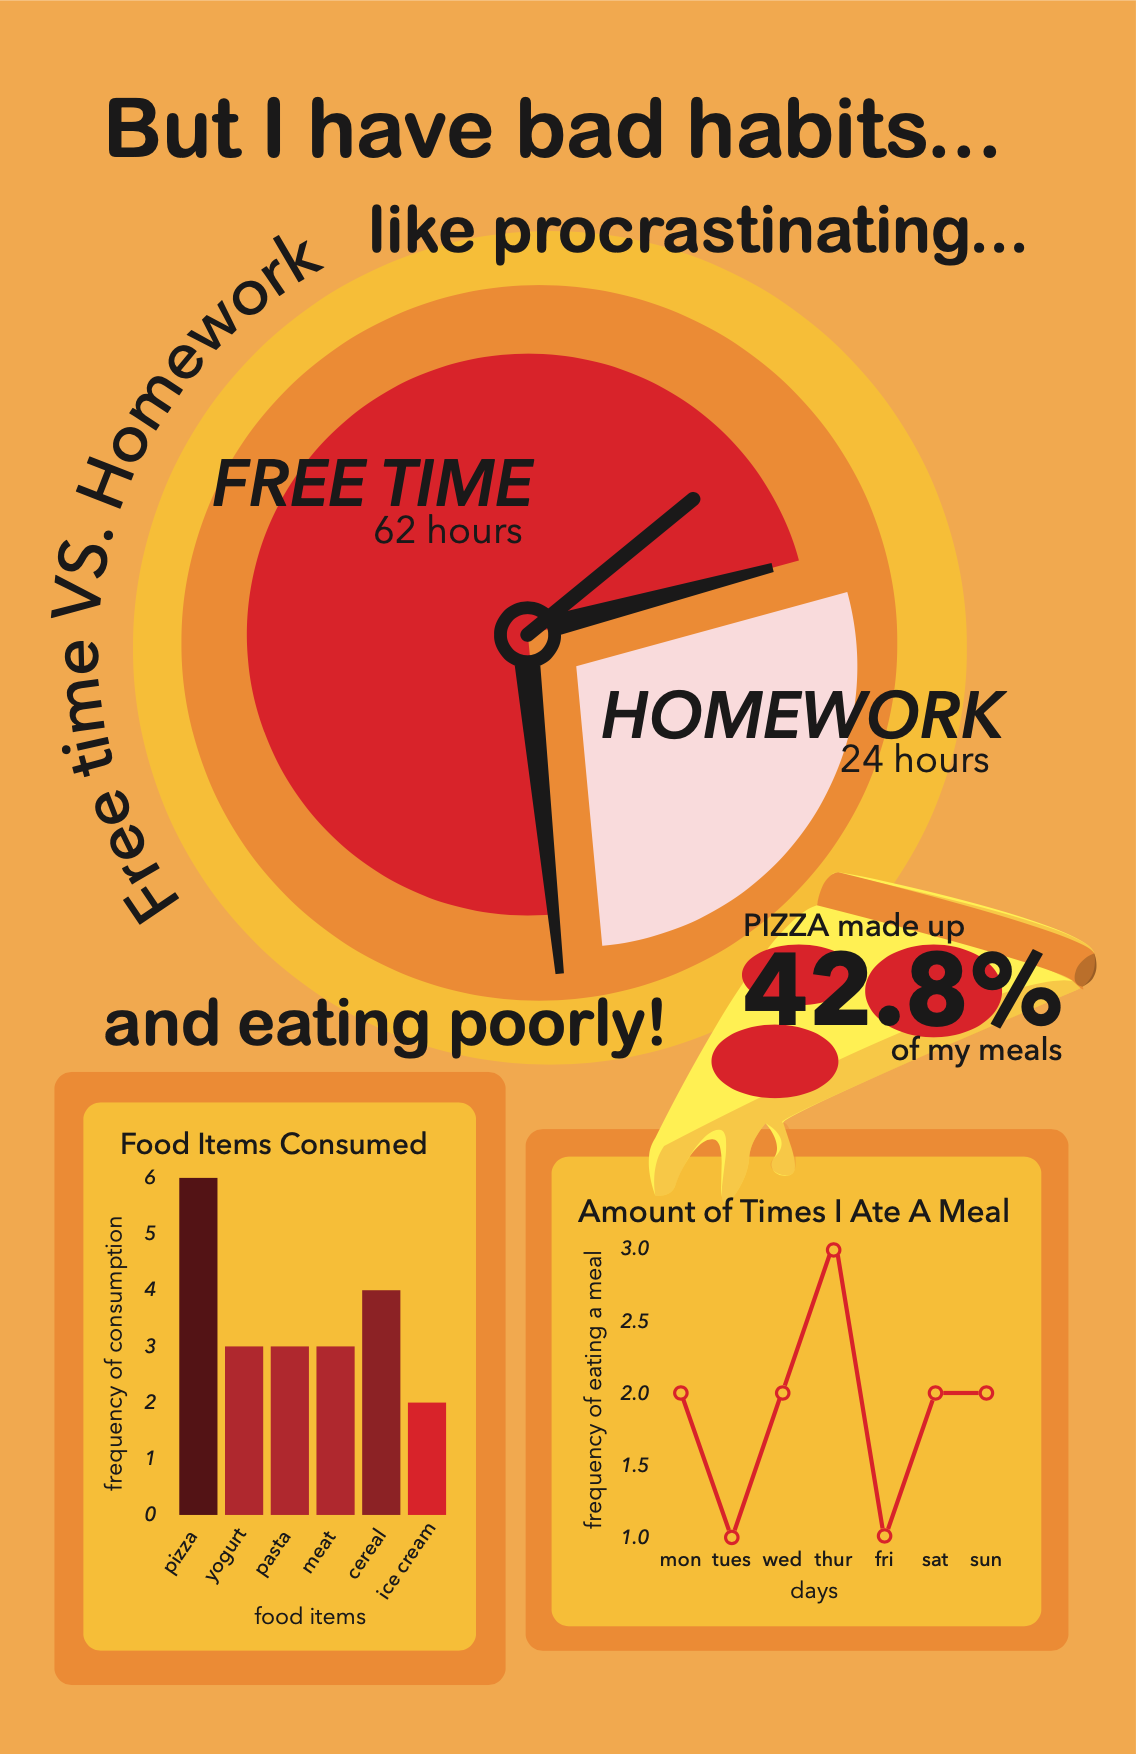 But I have bad habits...
like procrastinating...
Free time VS. Homework
FREE TIME
62 hours
HOMEWORK
24 hours
PIZZA made up
42.8%
of my meals
and eating poorly!
Food Items Consumed
frequency of consumption
6
5
4
3
2
1
0
pizza
yogurt
pasta
meat
cereal
ice cream
food items
Amount of Times I Ate A Meal
frequency of eating a meal
3.0
2.5
2.0
1.5
1.0
mon tues wed thur fri sat sun
days